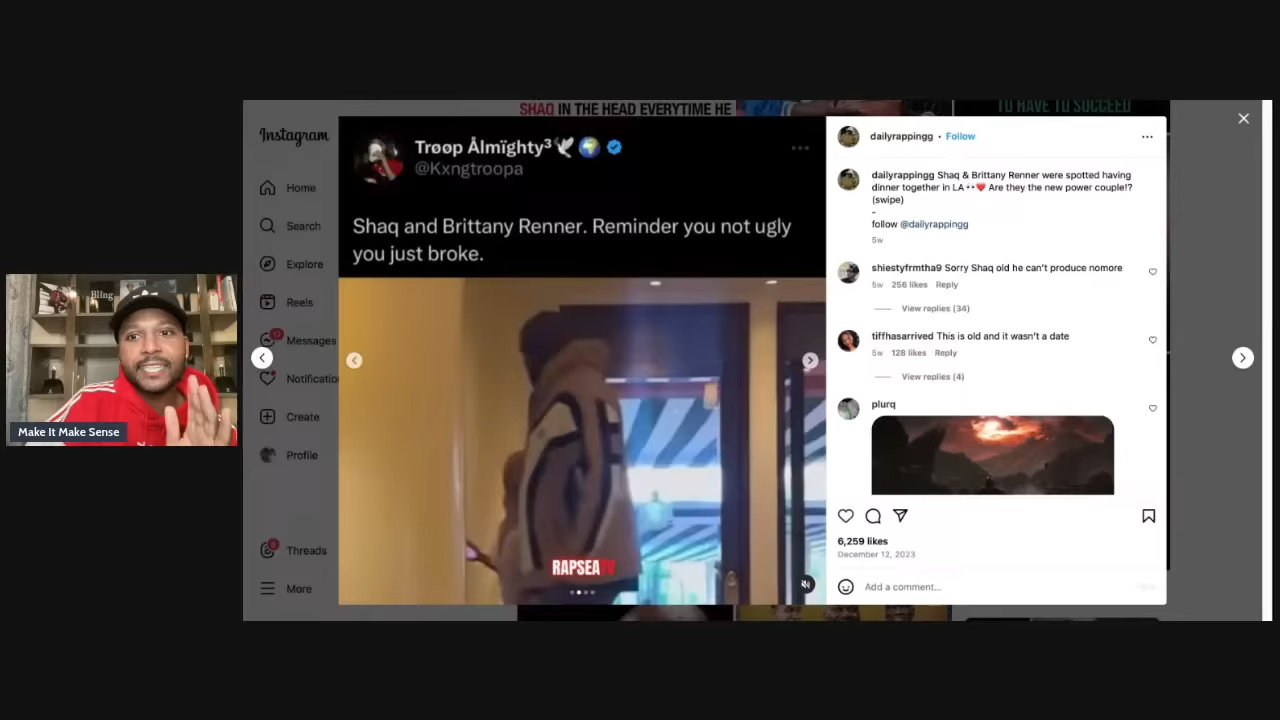 SHAQ IN THE HEAD EVERYTIME HE
TO HAVE TO SUCCEED
Instagram
Home
Search
Explore
Reels
Messages
Notificatio
Create
Profile
Threads
More
Bling
Make It Make Sense
Trøøp Ålmïghty³
@Kxngtroopa
Shaq and Brittany Renner. Reminder you not ugly
you just broke.
RAPSEATV
dailyrappingg • Follow
dailyrappingg Shaq & Brittany Renner were spotted having
dinner together in LA 👀❤️ Are they the new power couple!?
(swipe)
-
follow @dailyrappingg
5w
shiestyfrmtha9 Sorry Shaq old he can't produce nomore
5w 256 likes Reply
View replies (34)
tiffhasarrived This is old and it wasn't a date
5w 128 likes Reply
View replies (4)
plurq
6,259 likes
December 12, 2023
Add a comment...